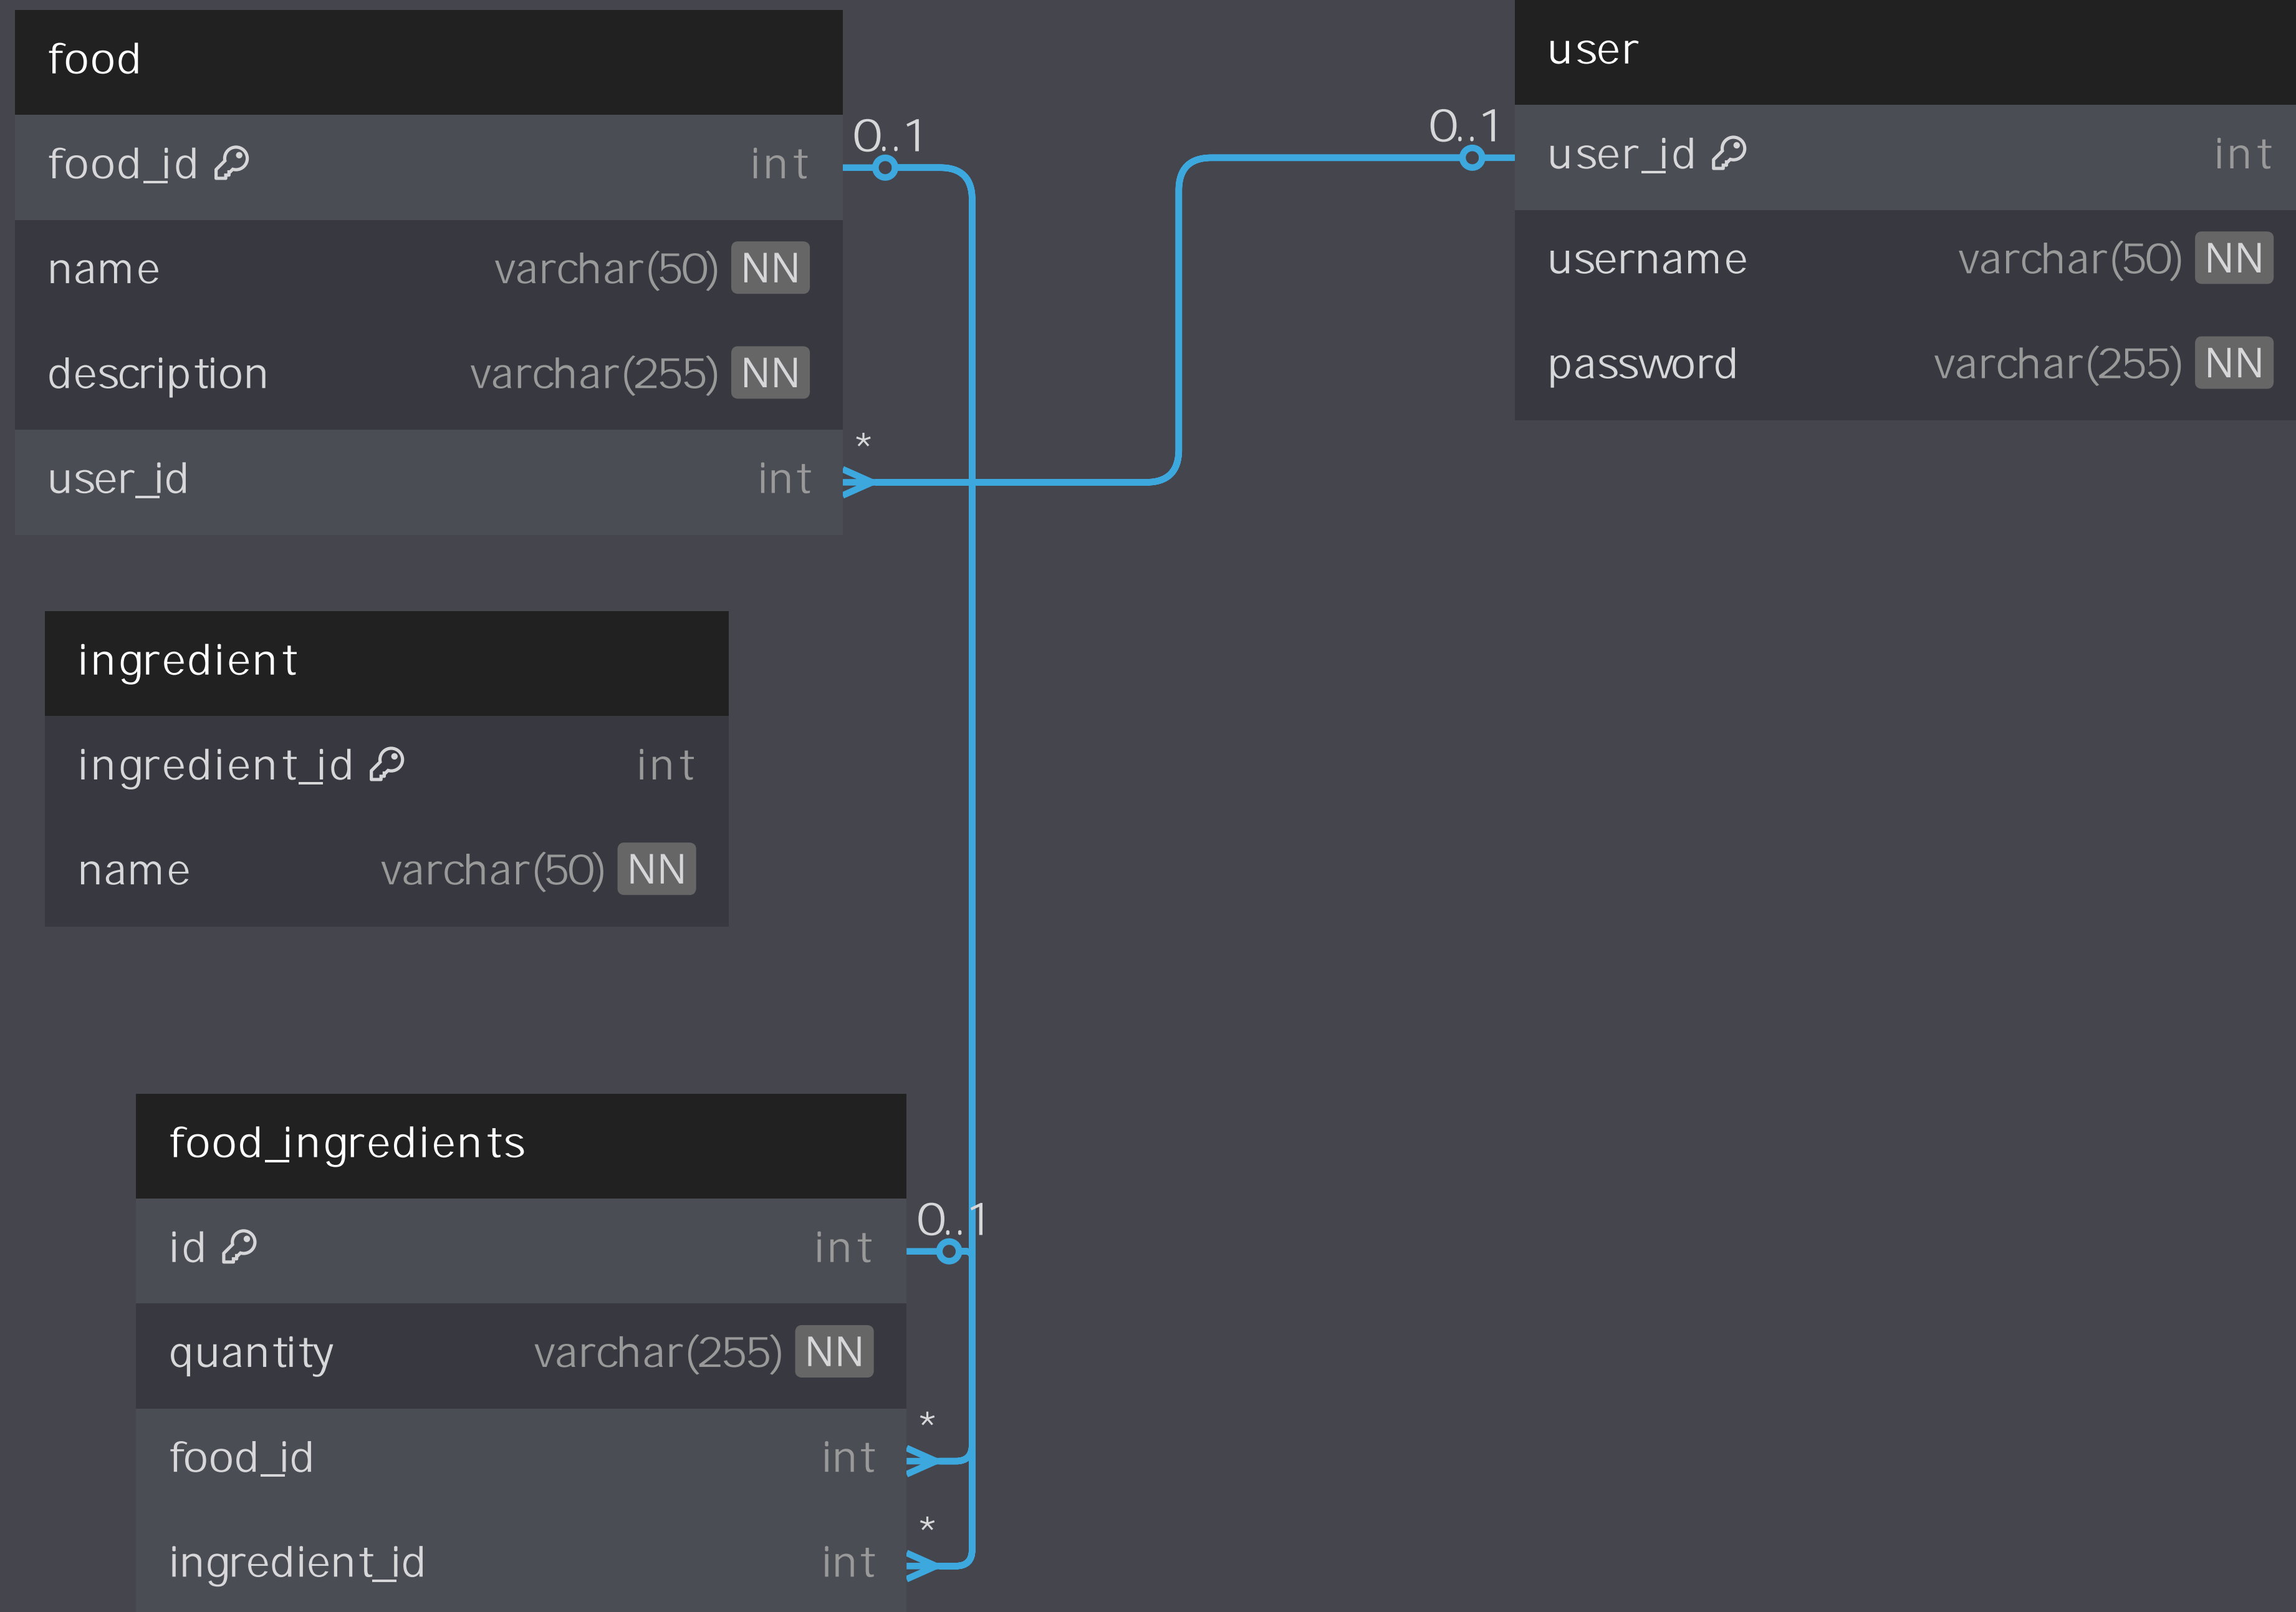 food
food_id int
name varchar(50) NN
description varchar(255) NN
user_id int
0..1
*
0..1
user
user_id int
username varchar(50) NN
password varchar(255) NN
ingredient
ingredient_id int
name varchar(50) NN
food_ingredients
id int
quantity varchar(255) NN
food_id int
ingredient_id int
0..1
*
*